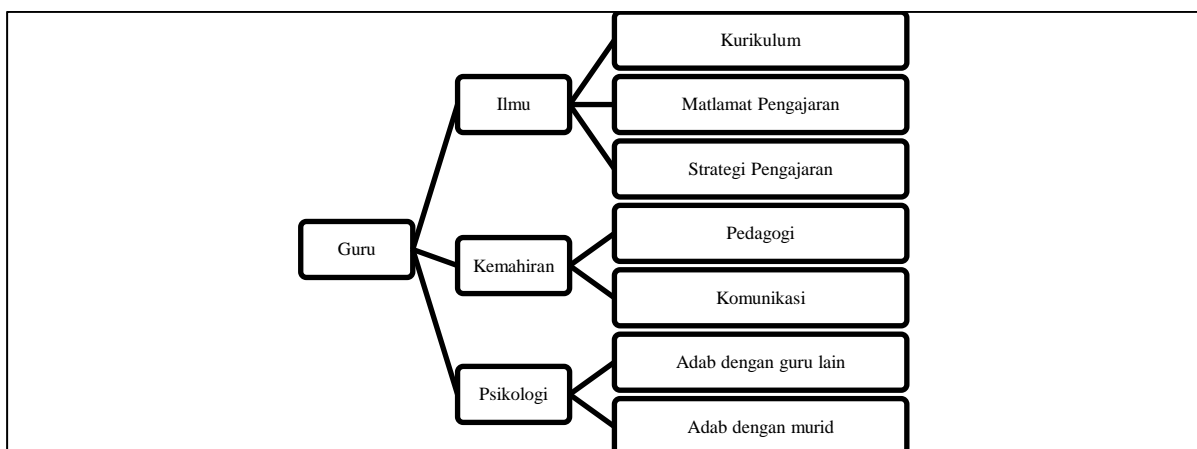 Kurikulum
Ilmu
Matlamat Pengajaran
Strategi Pengajaran
Guru
Pedagogi
Kemahiran
Komunikasi
Adab dengan guru lain
Psikologi
Adab dengan murid